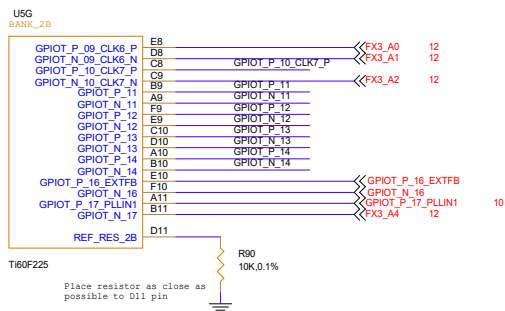 U5G
BANK_2B
GPIOT_P_09_CLK6_P E8 FX3_A0 12
GPIOT_N_09_CLK6_N D8 FX3_A1 12
GPIOT_P_10_CLK7_P C8 GPIOT_P_10_CLK7_P
GPIOT_N_10_CLK7_N C9 FX3_A2 12
GPIOT_P_11 B9 GPIOT_P_11
GPIOT_N_11 A9 GPIOT_N_11
GPIOT_P_12 F9 GPIOT_P_12
GPIOT_N_12 E9 GPIOT_N_12
GPIOT_P_13 C10 GPIOT_P_13
GPIOT_N_13 D10 GPIOT_N_13
GPIOT_P_14 A10 GPIOT_P_14
GPIOT_N_14 B10 GPIOT_N_14
GPIOT_P_16_EXTFB E10 GPIOT_P_16_EXTFB
GPIOT_N_16 F10 GPIOT_N_16
GPIOT_P_17_PLLIN1 A11 GPIOT_P_17_PLLIN1 10
GPIOT_N_17 B11 FX3_A4 12
REF_RES_2B D11
Ti60F225
R90
10K,0.1%
Place resistor as close as
possible to D11 pin